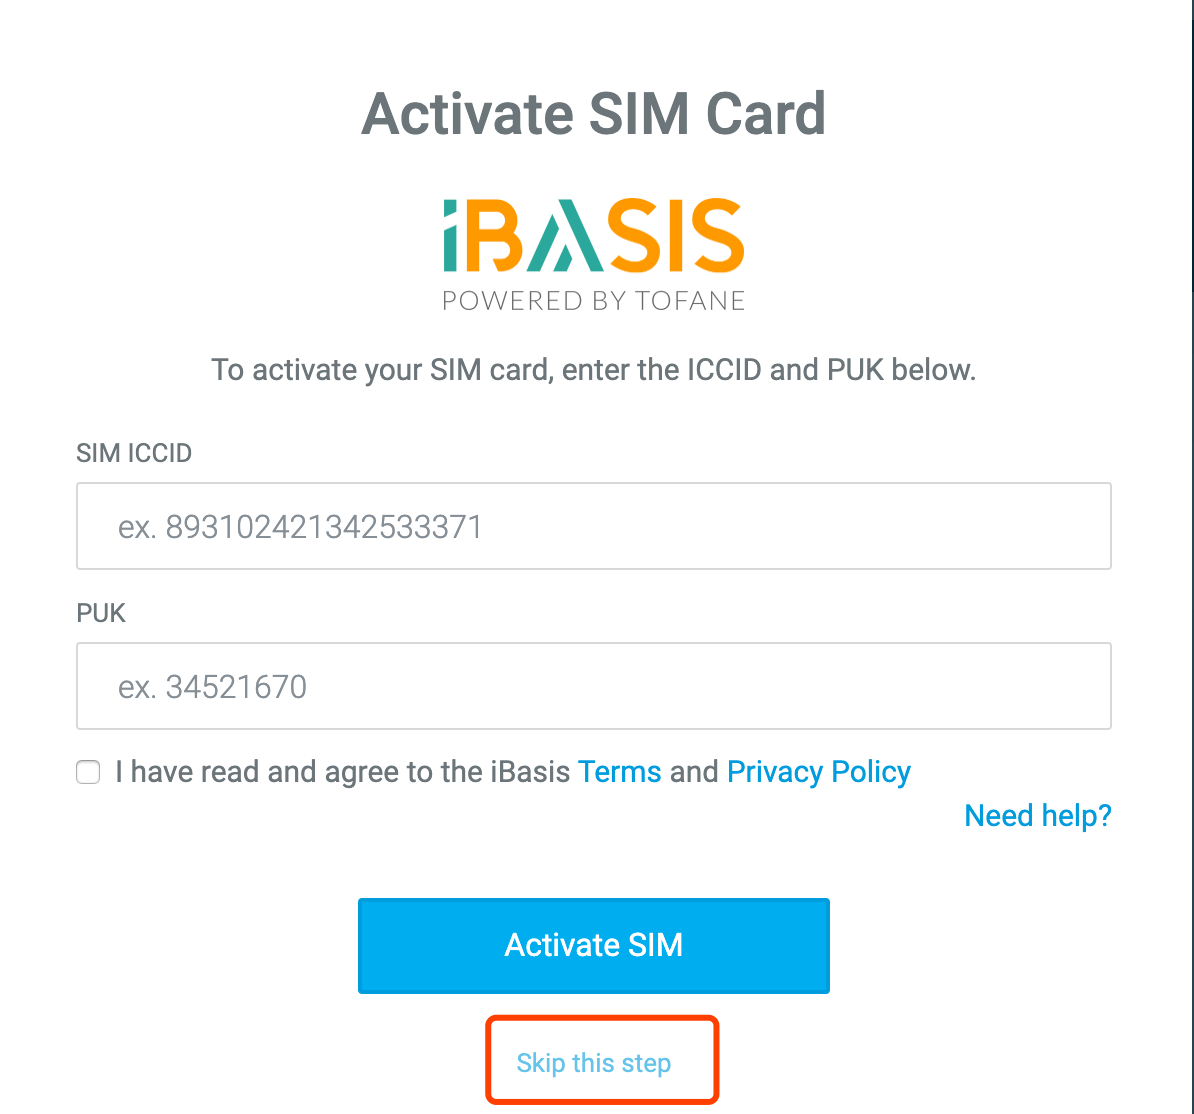 Activate SIM Card
iBASIS
POWERED BY TOFANE
To activate your SIM card, enter the ICCID and PUK below.
SIM ICCID
ex. 893102421342533371
PUK
ex. 34521670
I have read and agree to the iBasis Terms and Privacy Policy
Need help?
Activate SIM
Skip this step